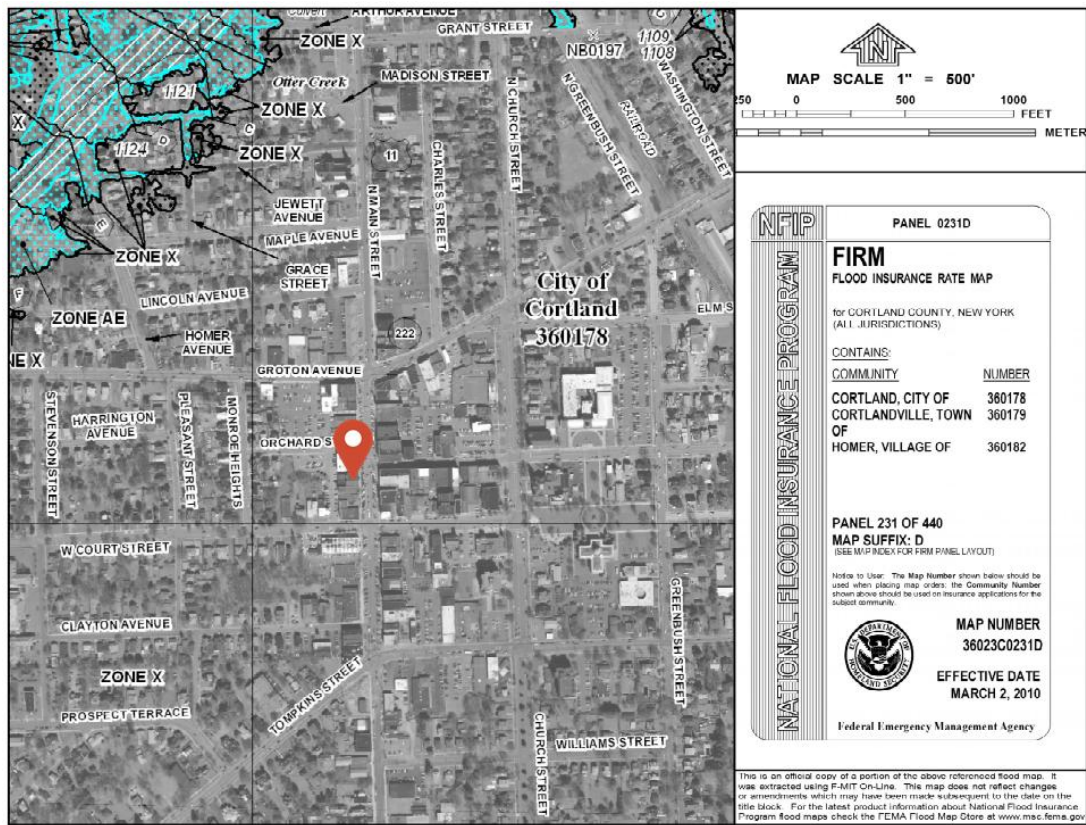 Culvert
ARTHUR AVENUE
GRANT STREET
ZONE X
1109
1108
NB0197
WASHINGTON STREET
Otter Creek
MADISON STREET
1121
ZONE X
N CHURCH STREET
N GREENBUSH STREET
RAILROAD
X
1124
D
C
ZONE X
11
CHARLES STREET
N MAIN STREET
JEWETT
AVENUE
MAPLE AVENUE
E
ZONE X
GRACE
STREET
City of
Cortland
360178
F
LINCOLN AVENUE
ELM S
ZONE AE
HOMER
AVENUE
222
NE X
GROTON AVENUE
STEVENSON STREET
HARRINGTON
AVENUE
PLEASANT STREET
MONROE HEIGHTS
ORCHARD S
W COURT STREET
CLAYTON AVENUE
GREENBUSH STREET
ZONE X
PROSPECT TERRACE
TOMPKINS STREET
CHURCH STREET
WILLIAMS STREET
N
MAP SCALE 1" = 500'
250 0 500 1000
FEET
METER
NFIP
NATIONAL FLOOD INSURANCE PROGRAM
PANEL 0231D
FIRM
FLOOD INSURANCE RATE MAP
for CORTLAND COUNTY, NEW YORK
(ALL JURISDICTIONS)
CONTAINS:
COMMUNITY NUMBER
CORTLAND, CITY OF 360178
CORTLANDVILLE, TOWN 360179
OF
HOMER, VILLAGE OF 360182
PANEL 231 OF 440
MAP SUFFIX: D
(SEE MAP INDEX FOR FIRM PANEL LAYOUT)
Notice to User: The Map Number shown below should be
used when placing map orders: the Community Number
shown above should be used on insurance applications for the
subject community.
U.S. DEPARTMENT OF HOMELAND SECURITY
MAP NUMBER
36023C0231D
EFFECTIVE DATE
MARCH 2, 2010
Federal Emergency Management Agency
This is an official copy of a portion of the above referenced flood map. It
was extracted using F-MIT On-Line. This map does not reflect changes
or amendments which may have been made subsequent to the date on the
title block. For the latest product information about National Flood Insurance
Program flood maps check the FEMA Flood Map Store at www.msc.fema.gov